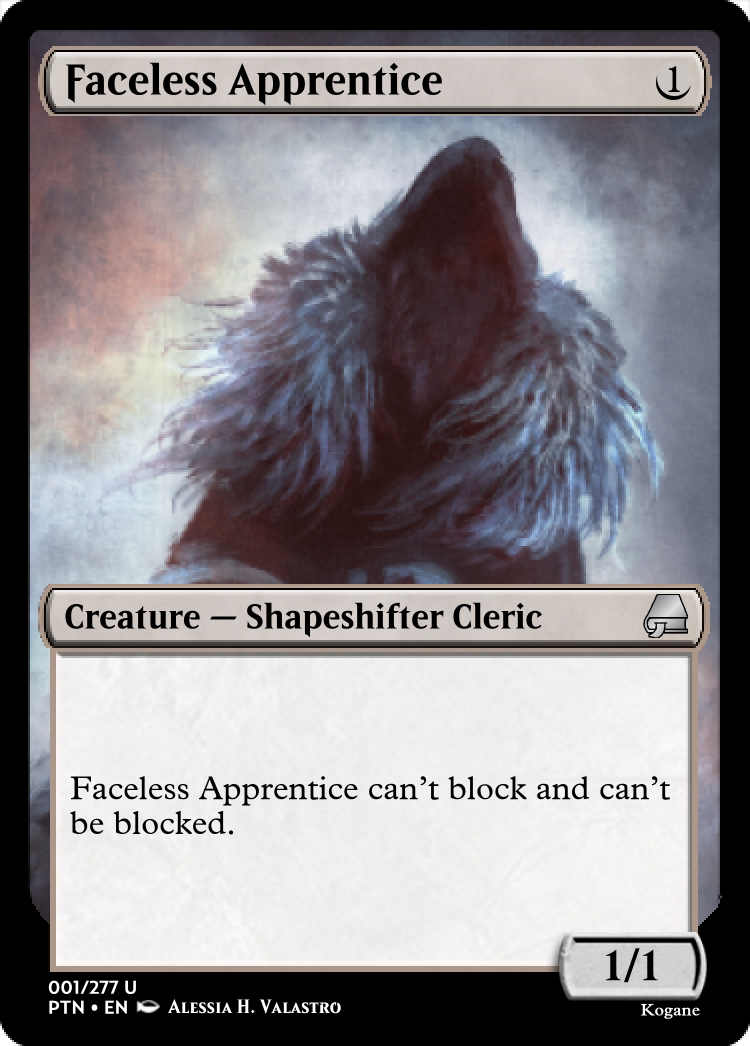 Faceless Apprentice 1
Creature — Shapeshifter Cleric
Faceless Apprentice can't block and can't
be blocked.
1/1
001/277 U
PTN • EN Alessia H. Valastro
Kogane